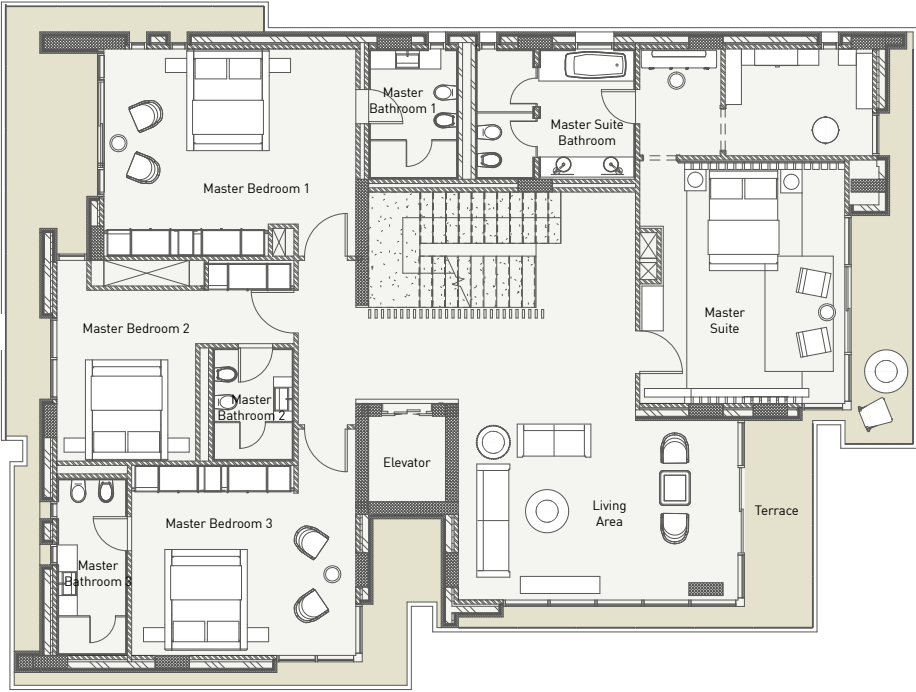 Master
Bathroom 1
Master Suite
Bathroom
Master Bedroom 1
Master Bedroom 2
Master
Suite
Master
Bathroom 2
Elevator
Living
Area
Terrace
Master Bedroom 3
Master
Bathroom 3